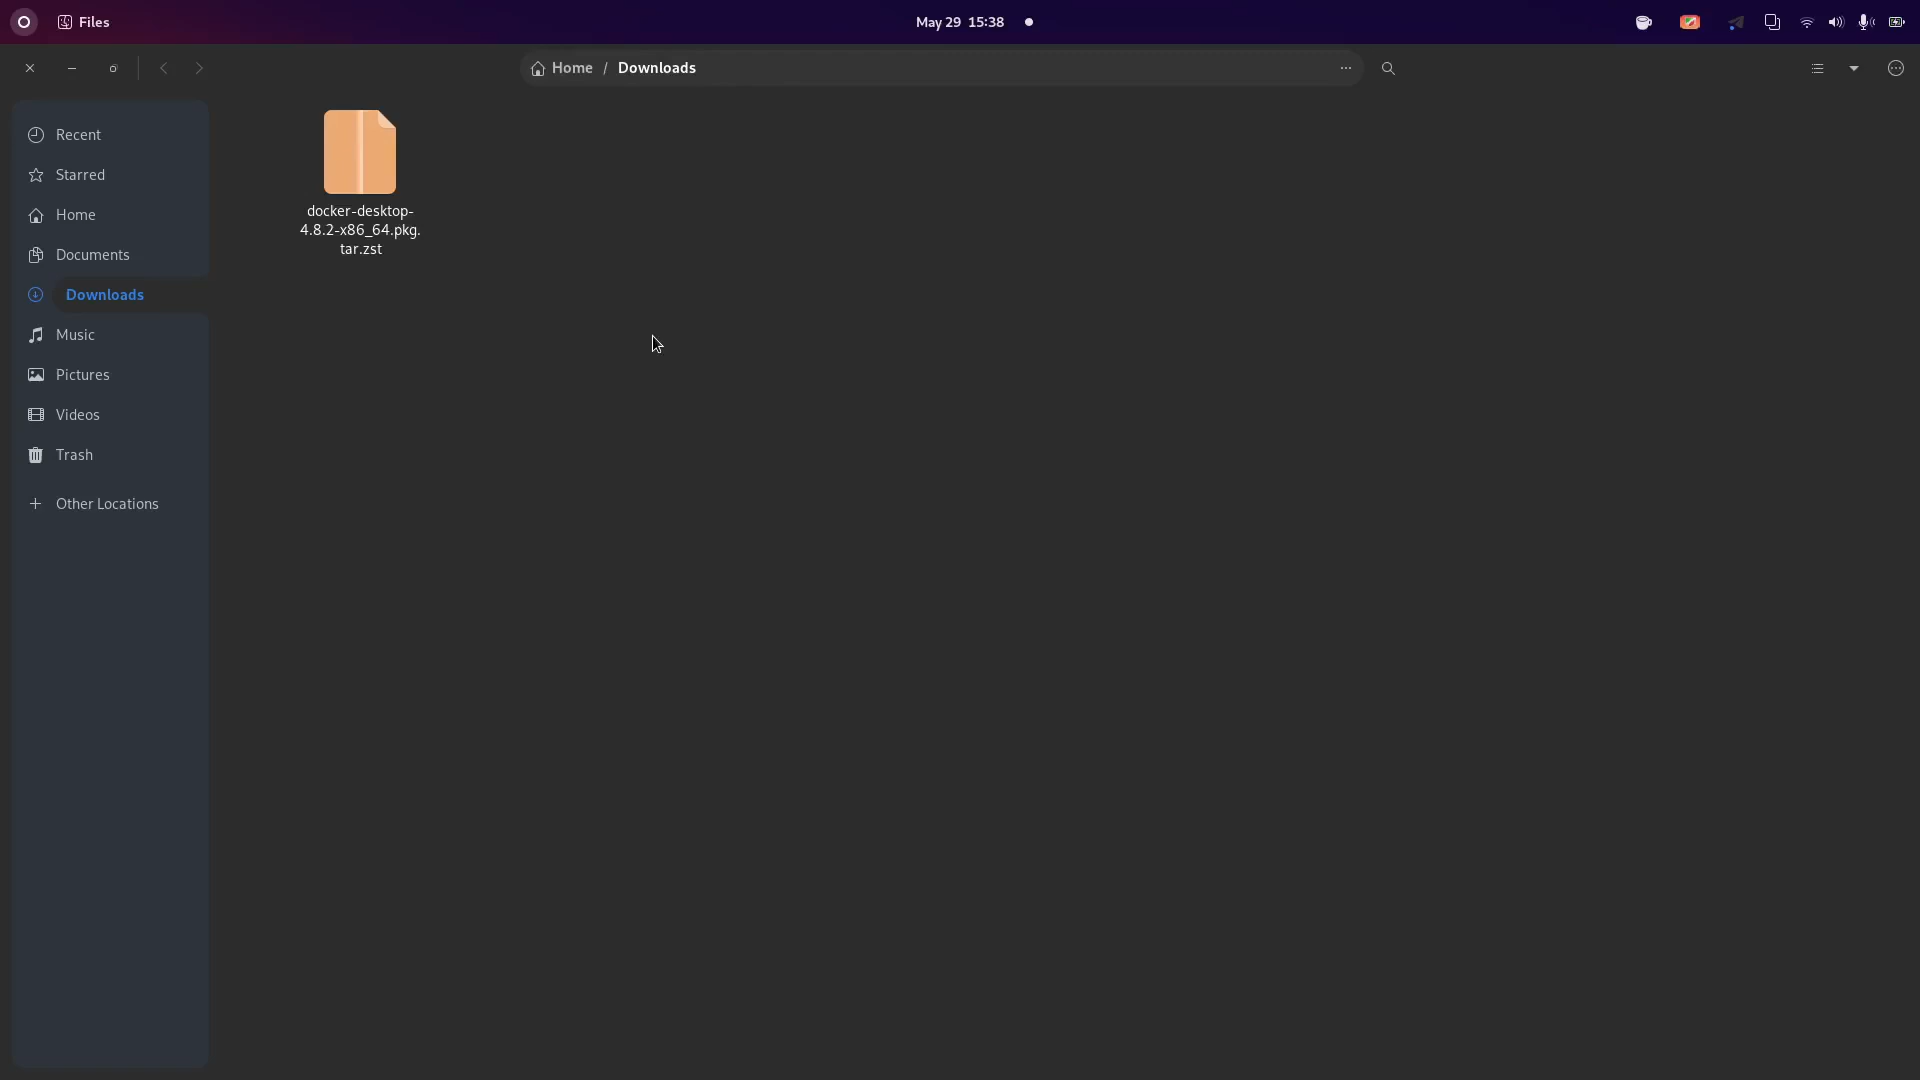 Files
May 29 15:38
Home / Downloads
Recent
Starred
Home
Documents
Downloads
Music
Pictures
Videos
Trash
Other Locations
docker-desktop-
4.8.2-x86_64.pkg.
tar.zst